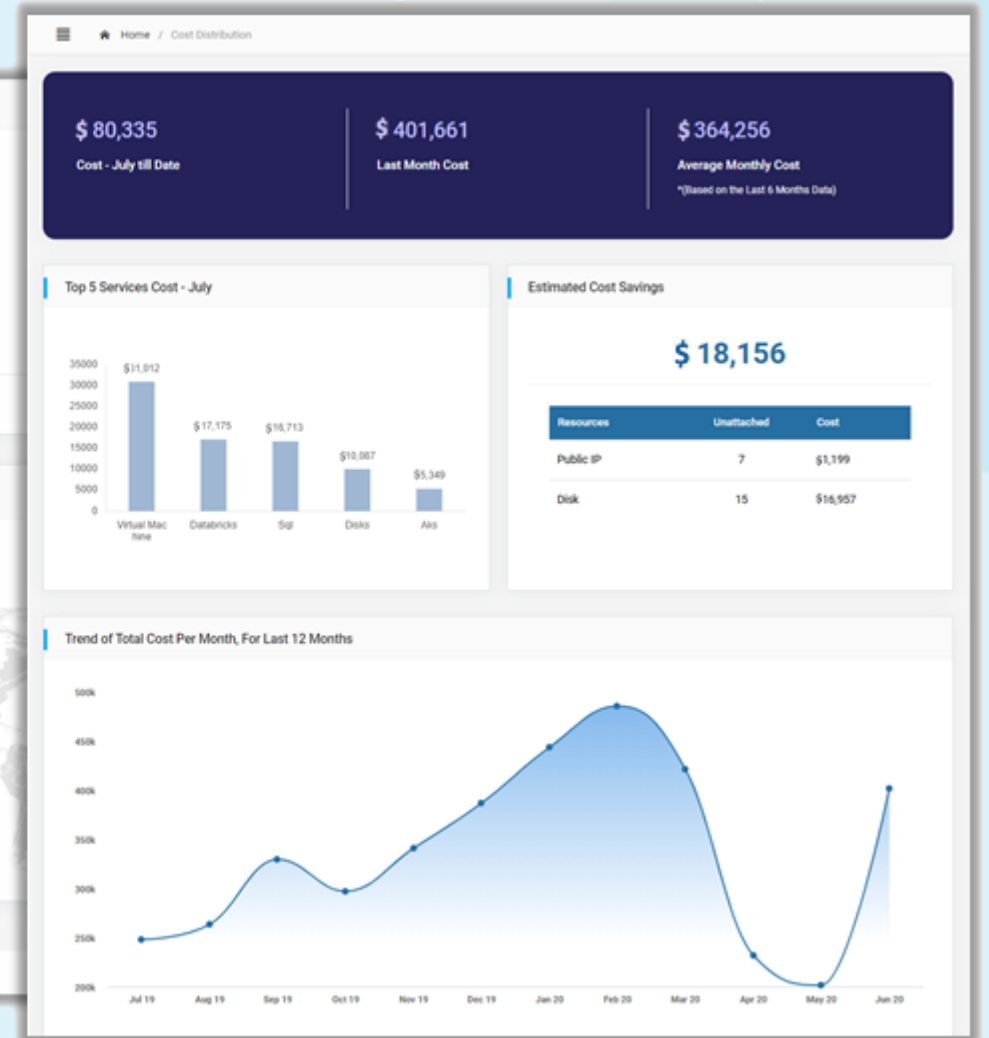 Home / Cost Distribution
$ 80,335
Cost - July till Date
$ 401,661
Last Month Cost
$ 364,256
Average Monthly Cost
*(Based on the Last 6 Months Data)
Top 5 Services Cost - July
35000
30000
25000
20000
15000
10000
5000
0
$31,012
$17,175
$16,713
$10,087
$5,349
Virtual Mac
hine
Databricks
Sql
Disks
Aks
Estimated Cost Savings
$ 18,156
Resources Unattached Cost
Public IP 7 $1,199
Disk 15 $16,957
Trend of Total Cost Per Month, For Last 12 Months
500k
450k
400k
350k
300k
250k
200k
Jul 19 Aug 19 Sep 19 Oct 19 Nov 19 Dec 19 Jan 20 Feb 20 Mar 20 Apr 20 May 20 Jun 20